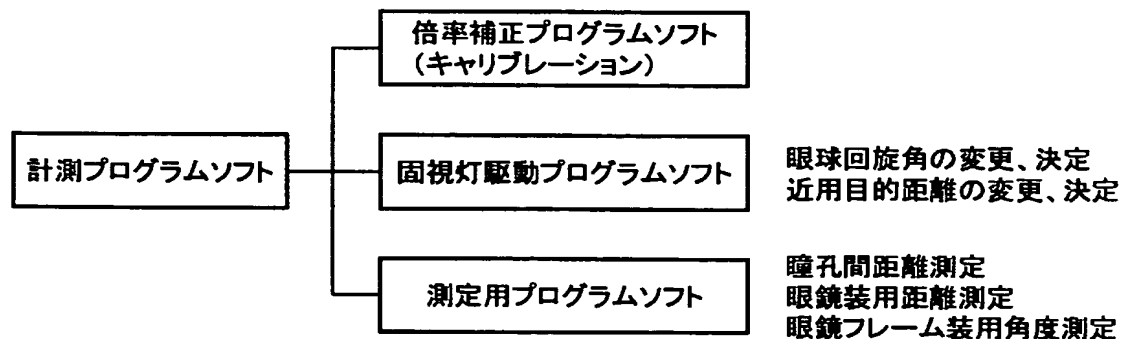 倍率補正プログラムソフト
(キャリブレーション)
計測プログラムソフト
固視灯駆動プログラムソフト
眼球回旋角の変更、決定
近用目的距離の変更、決定
測定用プログラムソフト
瞳孔間距離測定
眼鏡装用距離測定
眼鏡フレーム装用角度測定